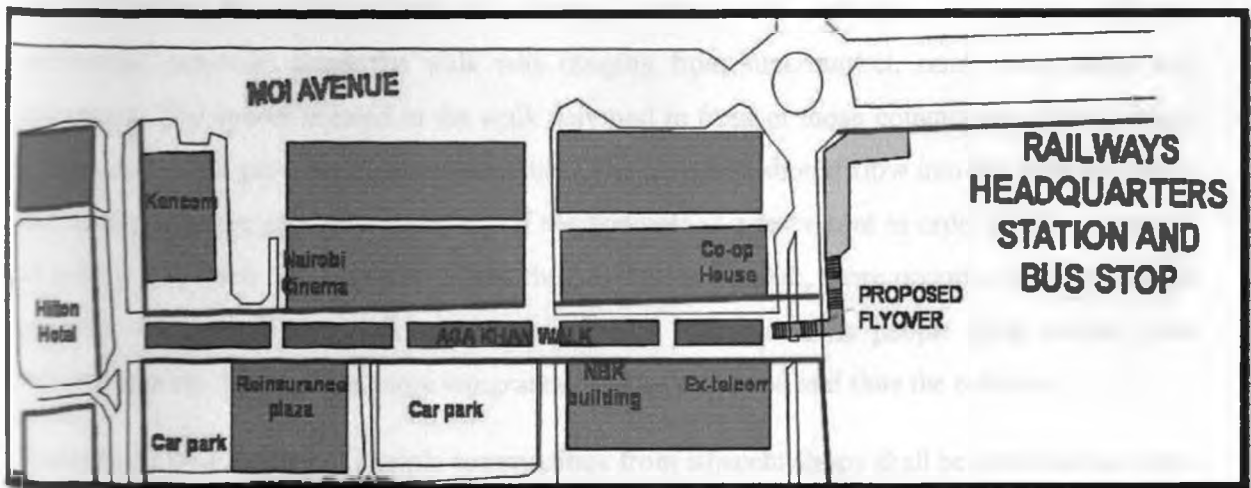 MOI AVENUE
RAILWAYS
HEADQUARTERS
STATION AND
BUS STOP
Kencom
Nairobi
Cinema
Co-op
House
PROPOSED
FLYOVER
Hilton
Hotel
AGA KHAN WALK
Reinsurance
plaza
NBK
building
Ex-telcom
Car park
Car park